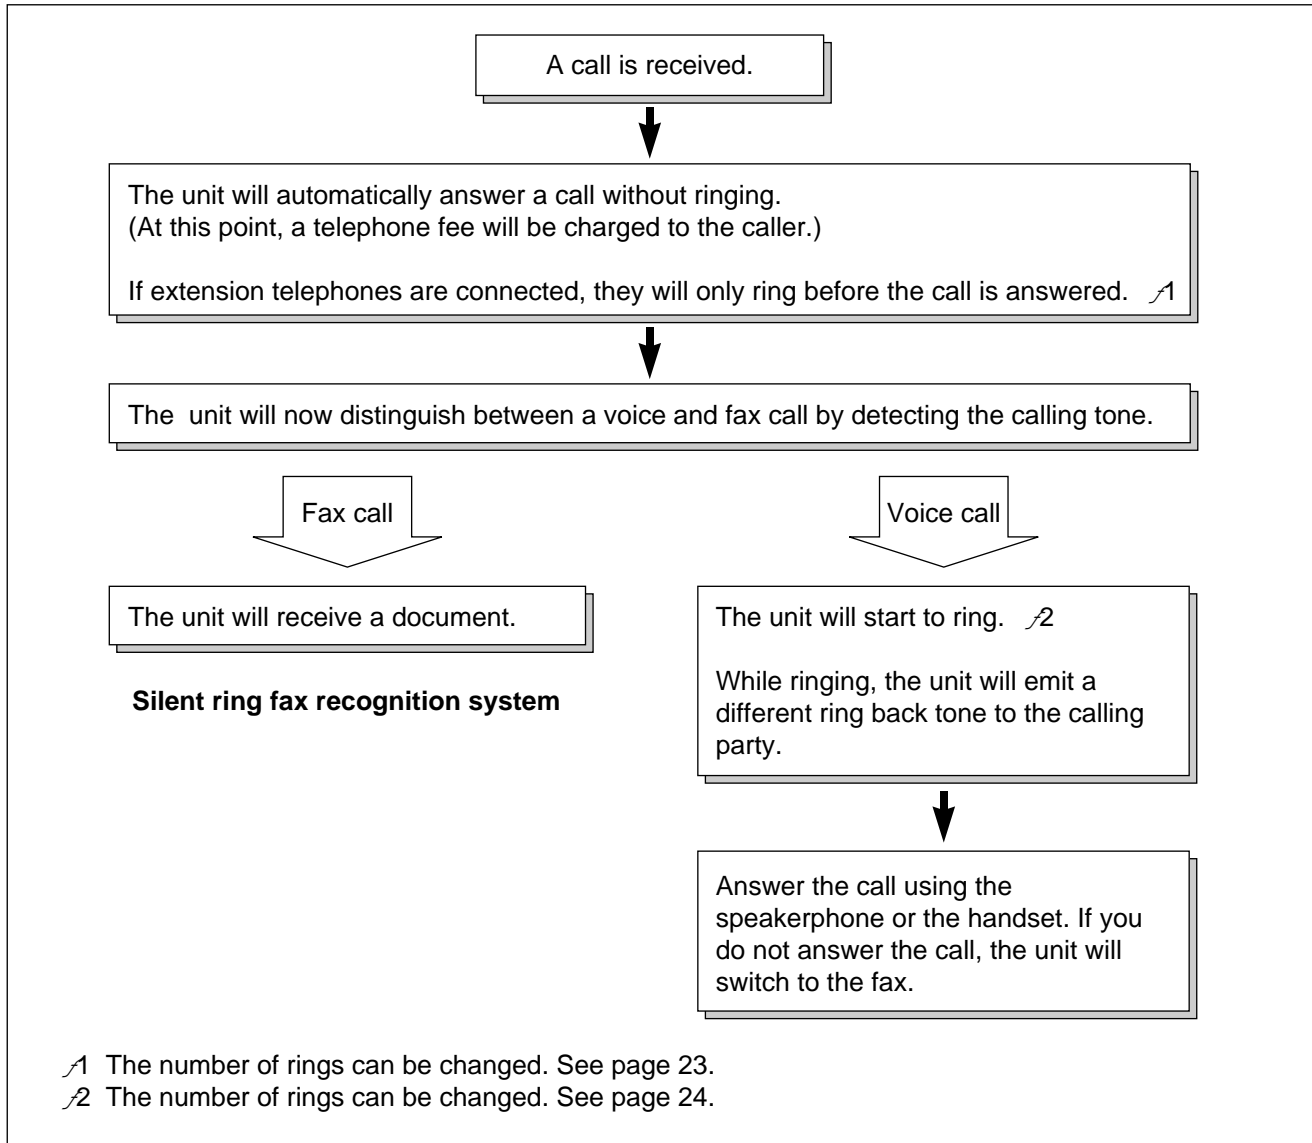 A call is received.
The unit will automatically answer a call without ringing.
(At this point, a telephone fee will be charged to the caller.)
If extension telephones are connected, they will only ring before the call is answered. ƒ1
The unit will now distinguish between a voice and fax call by detecting the calling tone.
Fax call
The unit will receive a document.
Silent ring fax recognition system
Voice call
The unit will start to ring. ƒ2
While ringing, the unit will emit a
different ring back tone to the calling
party.
Answer the call using the
speakerphone or the handset. If you
do not answer the call, the unit will
switch to the fax.
ƒ1 The number of rings can be changed. See page 23.
ƒ2 The number of rings can be changed. See page 24.